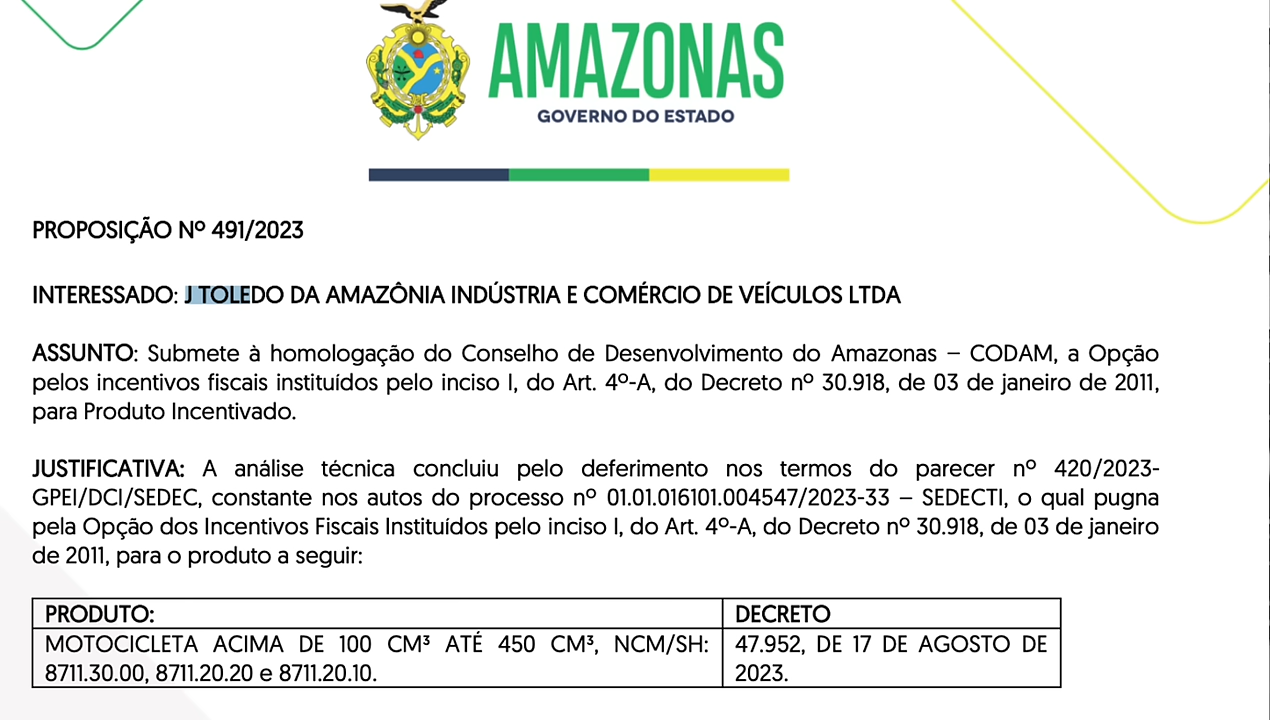 AMAZONAS
GOVERNO DO ESTADO
PROPOSIÇÃO Nº 491/2023
INTERESSADO: J TOLEDO DA AMAZÔNIA INDÚSTRIA E COMÉRCIO DE VEÍCULOS LTDA
ASSUNTO: Submete à homologação do Conselho de Desenvolvimento do Amazonas – CODAM, a Opção
pelos incentivos fiscais instituídos pelo inciso I, do Art. 4º-A, do Decreto nº 30.918, de 03 de janeiro de 2011,
para Produto Incentivado.
JUSTIFICATIVA: A análise técnica concluiu pelo deferimento nos termos do parecer nº 420/2023-
GPEI/DCI/SEDEC, constante nos autos do processo nº 01.01.016101.004547/2023-33 – SEDECTI, o qual pugna
pela Opção dos Incentivos Fiscais Instituídos pelo inciso I, do Art. 4º-A, do Decreto nº 30.918, de 03 de janeiro
de 2011, para o produto a seguir:
PRODUTO: DECRETO
MOTOCICLETA ACIMA DE 100 CM³ ATÉ 450 CM³, NCM/SH: 47.952, DE 17 DE AGOSTO DE
8711.30.00, 8711.20.20 e 8711.20.10. 2023.